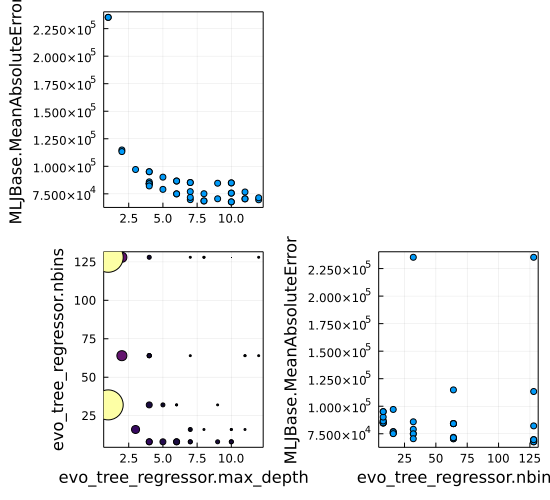 MLJBase.MeanAbsoluteError
2.250×10⁵
2.000×10⁵
1.750×10⁵
1.500×10⁵
1.250×10⁵
1.000×10⁵
7.500×10⁴
2.5 5.0 7.5 10.0
evo_tree_regressor.nbins
125
100
75
50
25
2.5 5.0 7.5 10.0
evo_tree_regressor.max_depth
MLJBase.MeanAbsoluteError
2.250×10⁵
2.000×10⁵
1.750×10⁵
1.500×10⁵
1.250×10⁵
1.000×10⁵
7.500×10⁴
25 50 75 100 125
evo_tree_regressor.nbin